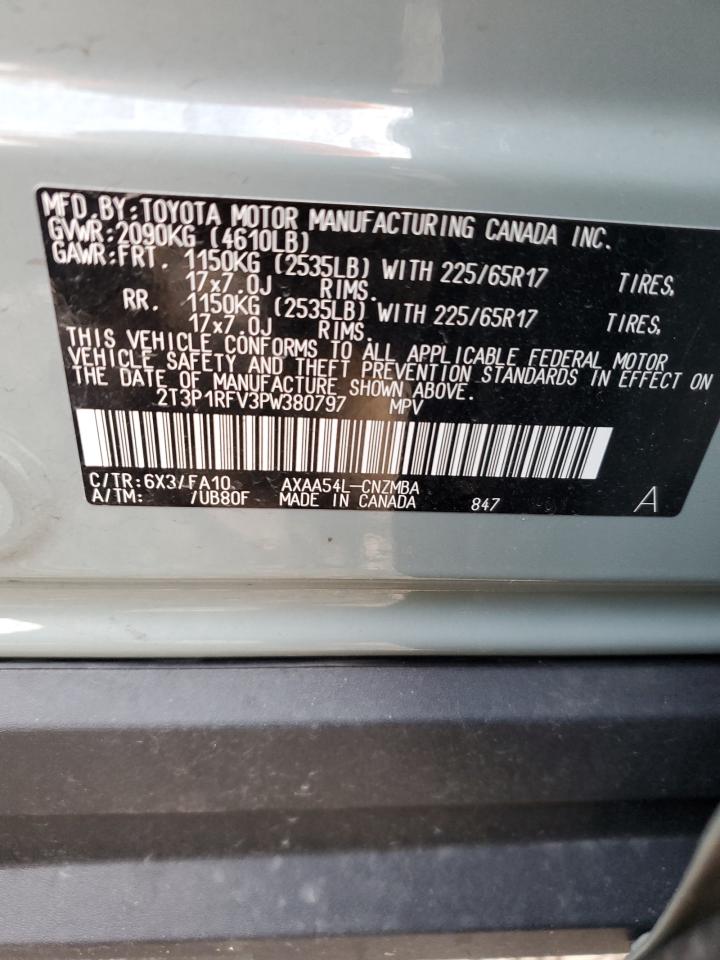 MFD. BY: TOYOTA MOTOR MANUFACTURING CANADA INC.
GVWR: 2090KG (4610LB)
GAWR: FRT. 1150KG (2535LB) WITH 225/65R17 TIRES,
17x7.0J RIMS.
RR. 1150KG (2535LB) WITH 225/65R17 TIRES,
17x7.0J RIMS.
THIS VEHICLE CONFORMS TO ALL APPLICABLE FEDERAL MOTOR
VEHICLE SAFETY AND THEFT PREVENTION STANDARDS IN EFFECT ON
THE DATE OF MANUFACTURE SHOWN ABOVE.
2T3P1RFV3PW380797 MPV
C/TR: 6X3/FA10 AXAA54L-CNZMBA
A/TM: /UB80F MADE IN CANADA 847 A